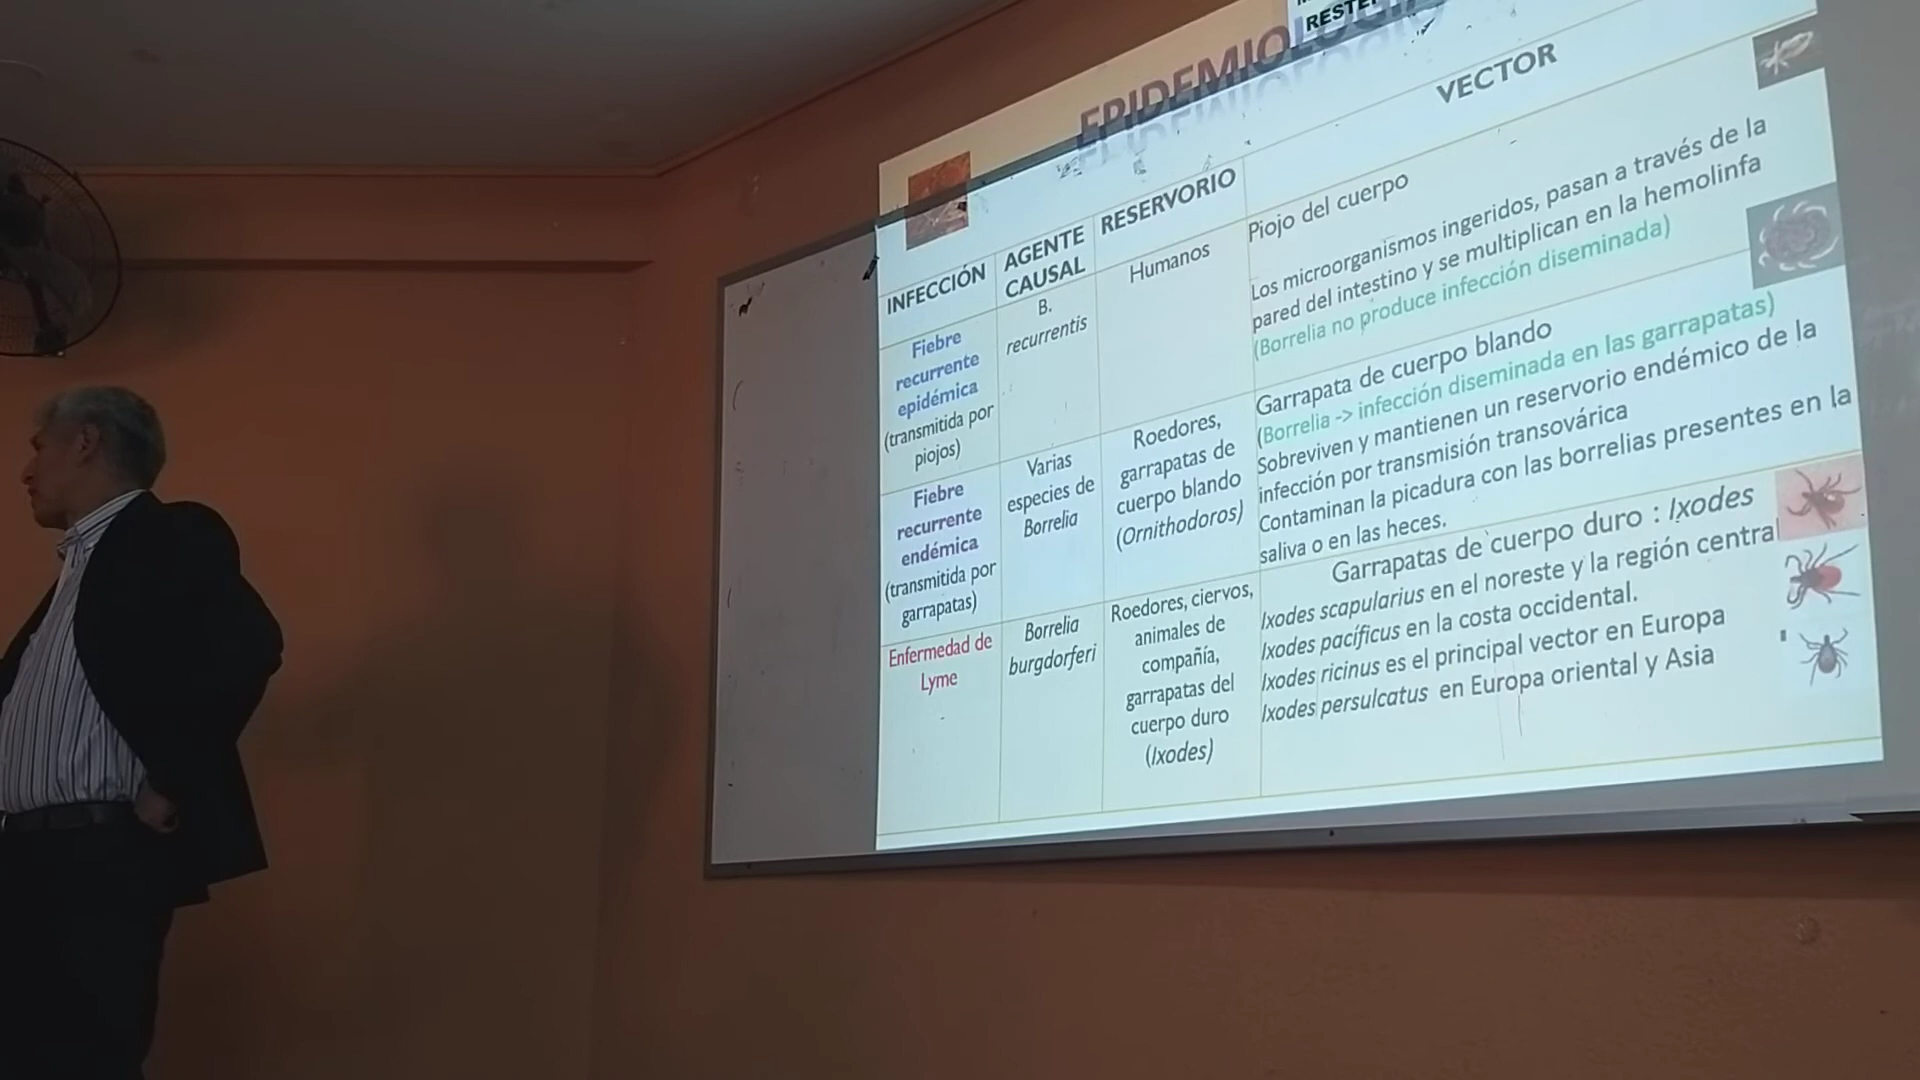 EPIDEMIOLOGÍA
INFECCIÓN
AGENTE
CAUSAL
RESERVORIO
VECTOR
Fiebre
recurrente
epidémica
(transmitida por
piojos)
B.
recurrentis
Humanos
Piojo del cuerpo
Los microorganismos ingeridos, pasan a través de la
pared del intestino y se multiplican en la hemolinfa
(Borrelia no produce infección diseminada)
Fiebre
recurrente
endémica
(transmitida por
garrapatas)
Varias
especies de
Borrelia
Roedores,
garrapatas de
cuerpo blando
(Ornithodoros)
Garrapata de cuerpo blando
(Borrelia -> infección diseminada en las garrapatas)
Sobreviven y mantienen un reservorio endémico de la
infección por transmisión transovárica
Contaminan la picadura con las borrelias presentes en la
saliva o en las heces.
Enfermedad de
Lyme
Borrelia
burgdorferi
Roedores, ciervos,
animales de
compañía,
garrapatas del
cuerpo duro
(Ixodes)
Garrapatas de cuerpo duro : Ixodes
Ixodes scapularius en el noreste y la región central
Ixodes pacíficus en la costa occidental.
Ixodes ricinus es el principal vector en Europa
Ixodes persulcatus en Europa oriental y Asia